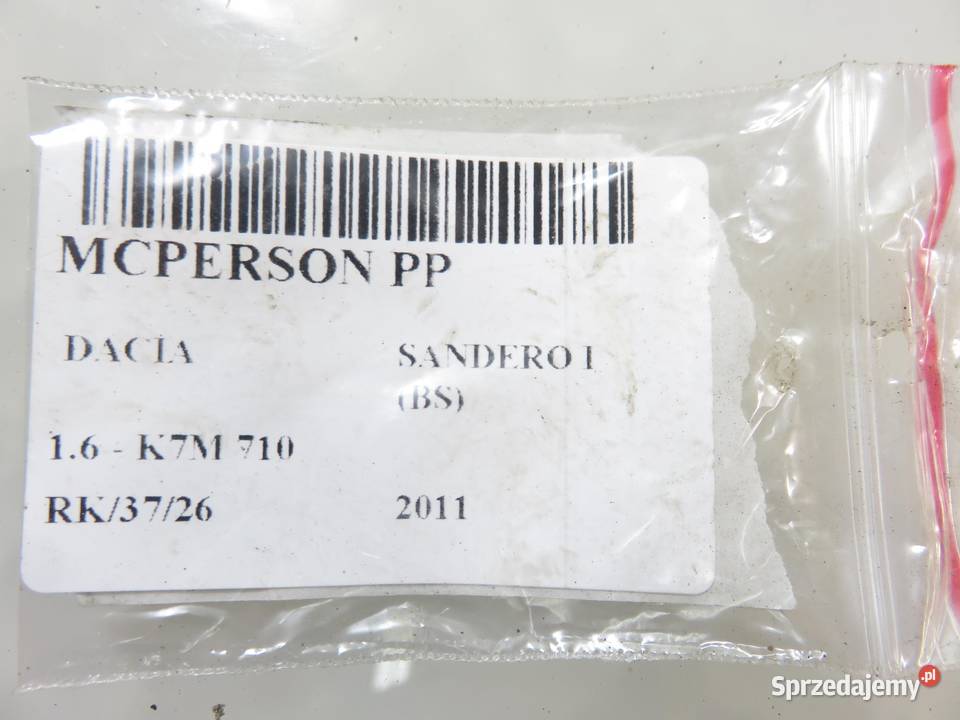 MCPERSON PP
DACIA SANDERO I
(BS)
1.6 - K7M 710
RK/37/26 2011
Sprzedajemy.pl